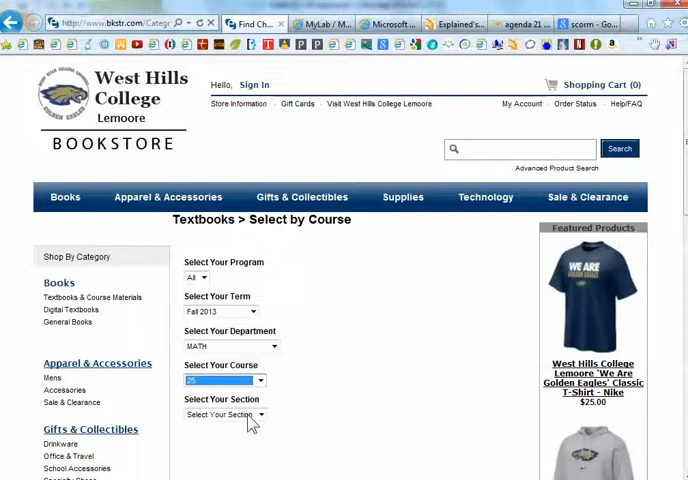 http://www.bkstr.com/Categ
Find Ch...
MyLab / M...
Microsoft ...
Explained's...
agenda 21 ...
scorm - Go...
West Hills
College
Lemoore
BOOKSTORE
Hello, Sign In
Shopping Cart (0)
Store Information · Gift Cards · Visit West Hills College Lemoore
My Account · Order Status · Help/FAQ
Search
Advanced Product Search
Books
Apparel & Accessories
Gifts & Collectibles
Supplies
Technology
Sale & Clearance
Textbooks > Select by Course
Shop By Category
Books
Textbooks & Course Materials
Digital Textbooks
General Books
Apparel & Accessories
Mens
Accessories
Sale & Clearance
Gifts & Collectibles
Drinkware
Office & Travel
School Accessories
Select Your Program
All
Select Your Term
Fall 2013
Select Your Department
MATH
Select Your Course
25
Select Your Section
Select Your Section
Featured Products
WE ARE
GOLDEN EAGLES
West Hills College
Lemoore 'We Are
Golden Eagles' Classic
T-Shirt - Nike
$25.00